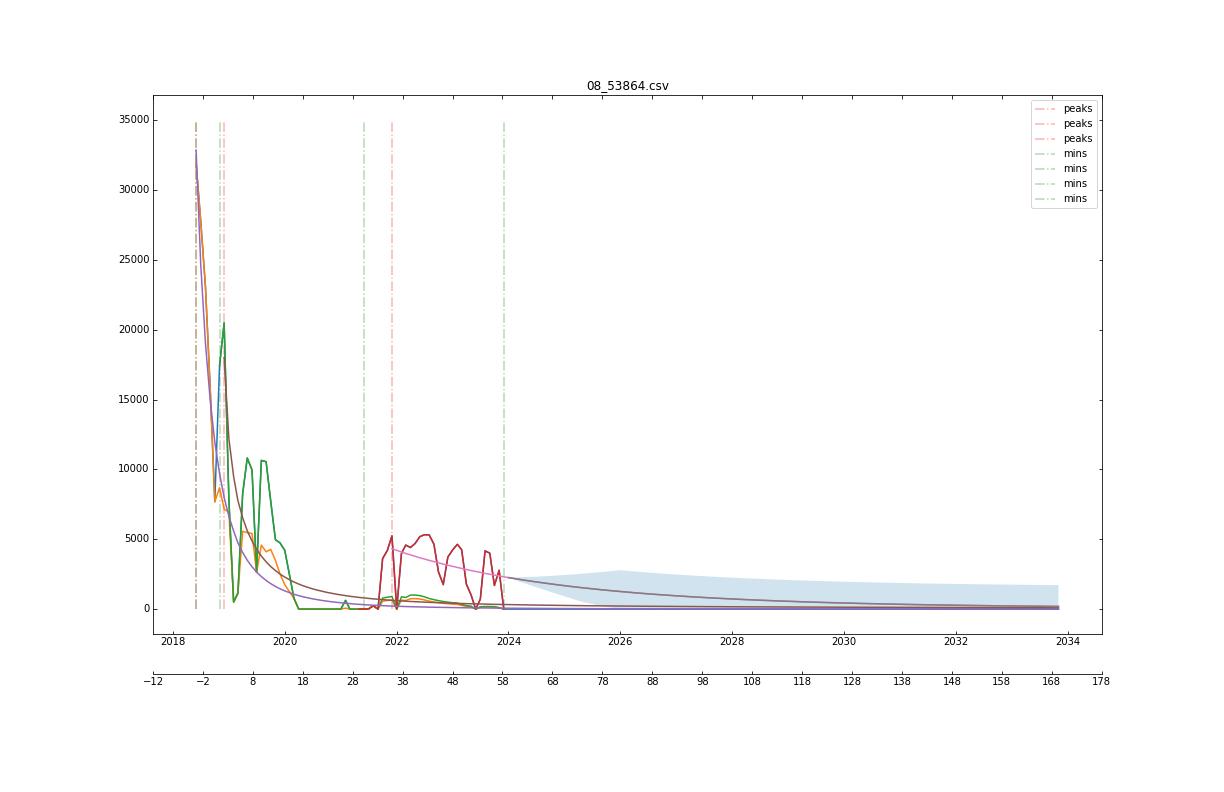 08_53864.csv
peaks
peaks
peaks
mins
mins
mins
mins
35000
30000
25000
20000
15000
10000
5000
0
2018 2020 2022 2024 2026 2028 2030 2032 2034
−12 −2 8 18 28 38 48 58 68 78 88 98 108 118 128 138 148 158 168 178